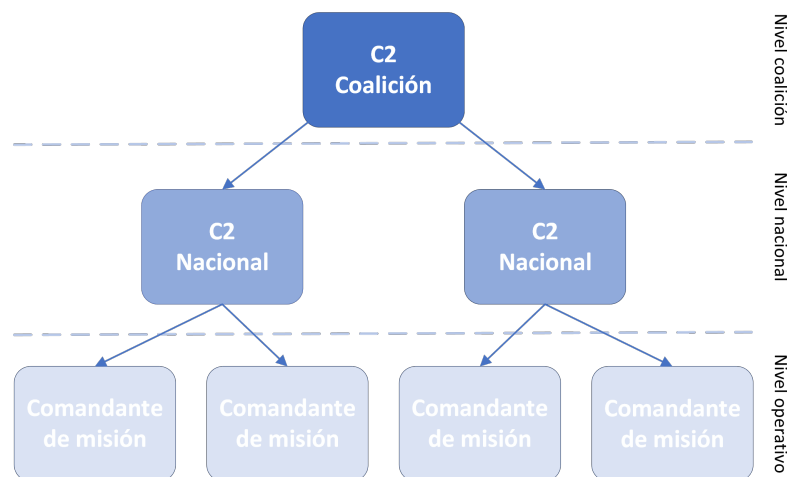 C2
Coalición
Nivel coalición
C2
Nacional
C2
Nacional
Nivel nacional
Comandante
de misión
Comandante
de misión
Comandante
de misión
Comandante
de misión
Nivel operativo